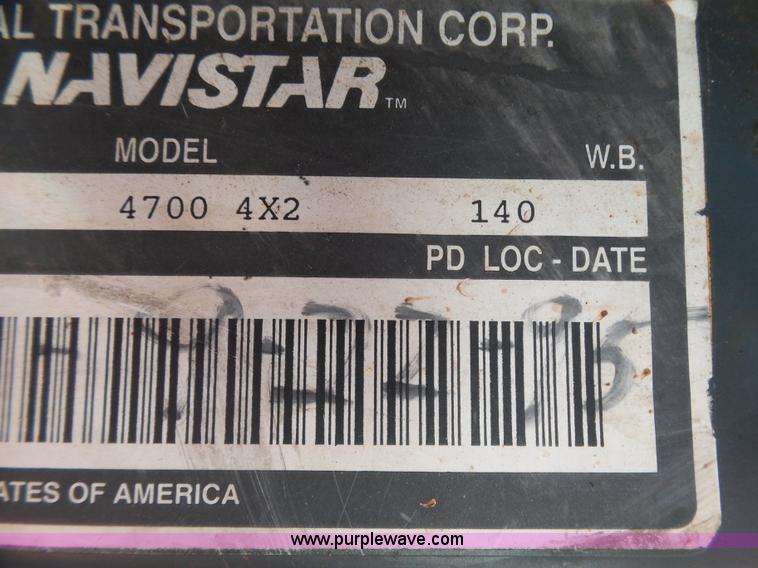 AL TRANSPORTATION CORP.
NAVISTAR™
MODEL W.B.
4700 4X2 140
PD LOC - DATE
ATES OF AMERICA
www.purplewave.com